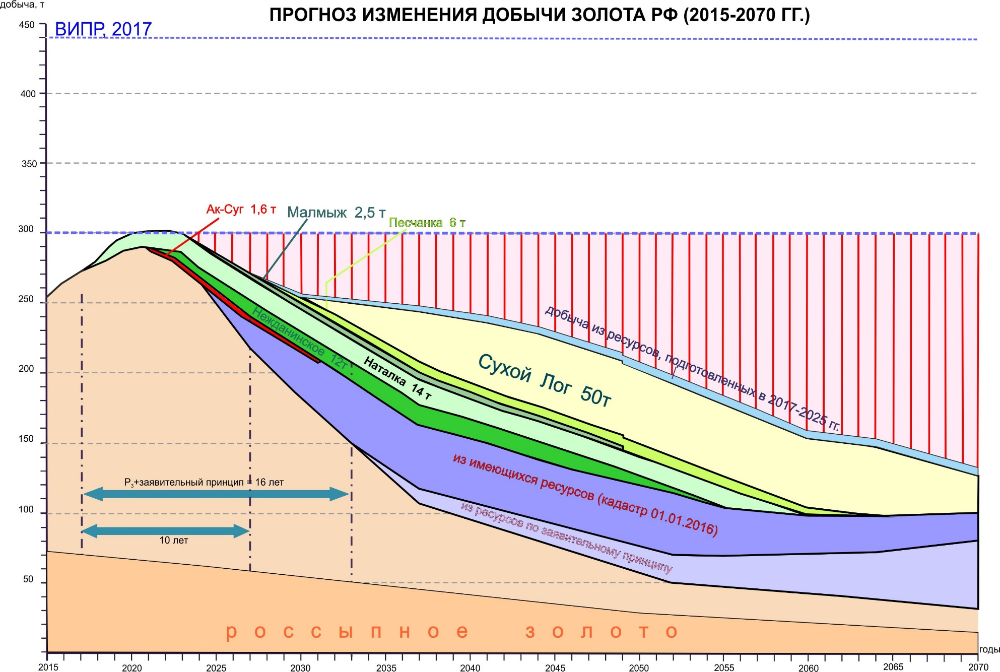 добыча, т
ПРОГНОЗ ИЗМЕНЕНИЯ ДОБЫЧИ ЗОЛОТА РФ (2015-2070 ГГ.)
450
ВИПР, 2017
400
350
Ак-Суг 1,6 т
Малмыж 2,5 т
Песчанка 6 т
300
250
200
150
100
50
добыча из ресурсов, подготовленных в 2017-2025 гг.
Нежданинское 12т
Наталка 14 т
Сухой Лог 50т
из имеющихся ресурсов (кадастр 01.01.2016)
из ресурсов по заявительному принципу
Р3+заявительный принцип = 16 лет
10 лет
россыпное золото
годы
2015 2020 2025 2030 2035 2040 2045 2050 2055 2060 2065 2070